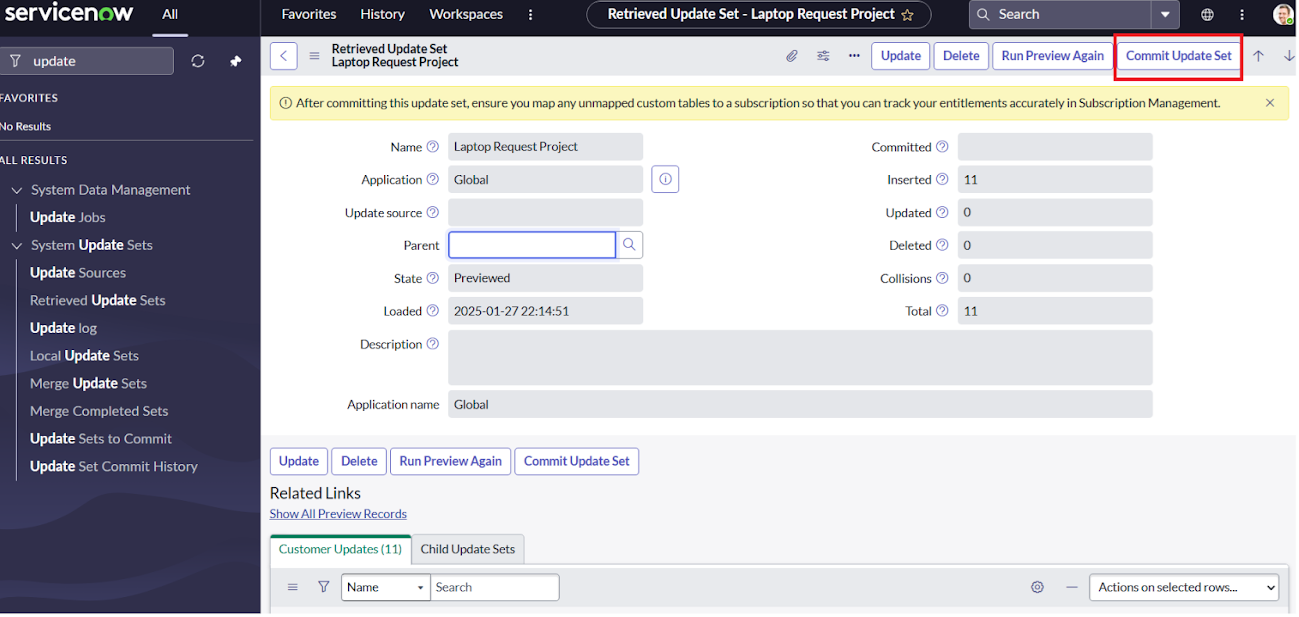 servicenow
All
Favorites
History
Workspaces
Retrieved Update Set - Laptop Request Project
Search
update
FAVORITES
No Results
ALL RESULTS
System Data Management
Update Jobs
System Update Sets
Update Sources
Retrieved Update Sets
Update log
Local Update Sets
Merge Update Sets
Merge Completed Sets
Update Sets to Commit
Update Set Commit History
Retrieved Update Set
Laptop Request Project
Update
Delete
Run Preview Again
Commit Update Set
After committing this update set, ensure you map any unmapped custom tables to a subscription so that you can track your entitlements accurately in Subscription Management.
Name
Laptop Request Project
Application
Global
Update source
Parent
State
Previewed
Loaded
2025-01-27 22:14:51
Committed
Inserted
11
Updated
0
Deleted
0
Collisions
0
Total
11
Description
Application name
Global
Update
Delete
Run Preview Again
Commit Update Set
Related Links
Show All Preview Records
Customer Updates (11)
Child Update Sets
Name
Search
Actions on selected rows...